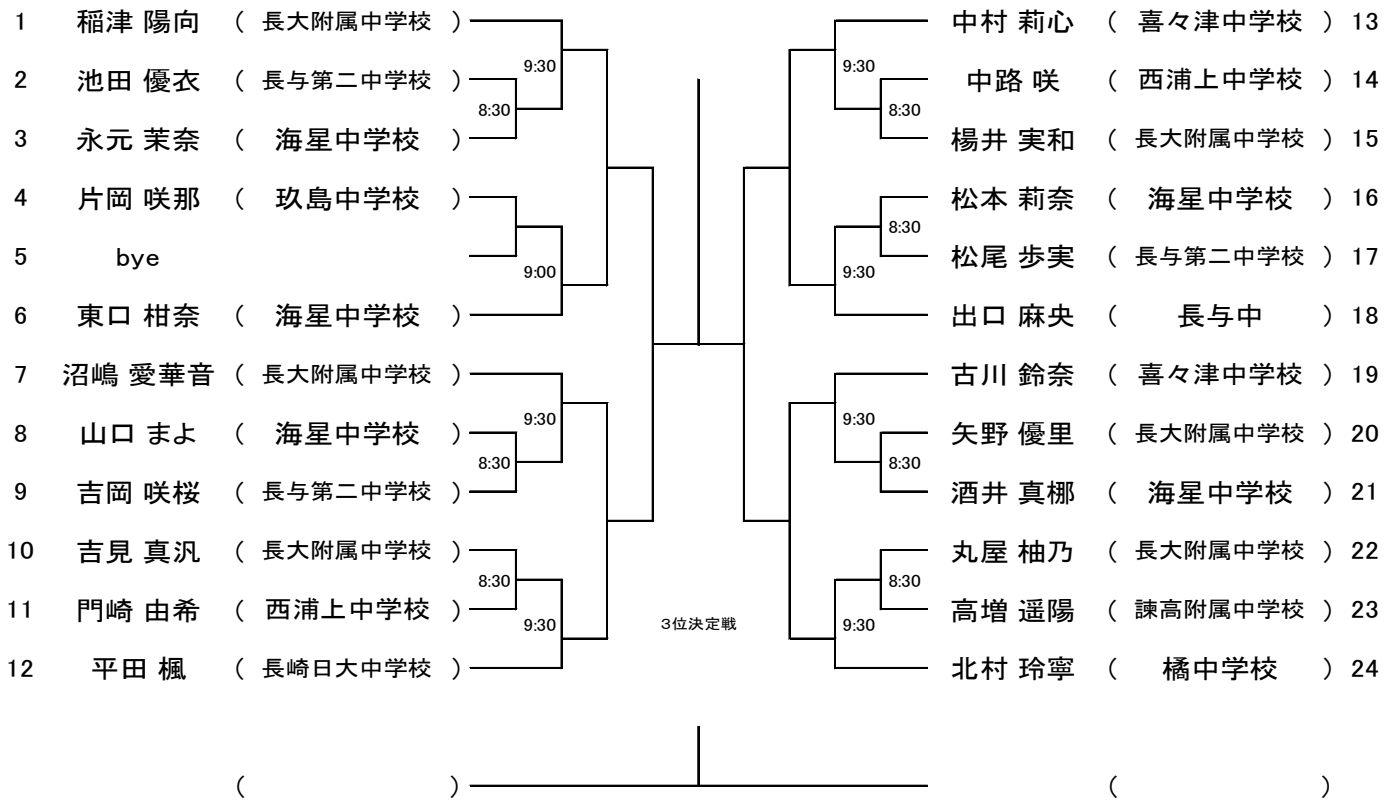 1 稲津 陽向 ( 長大附属中学校 ) 中村 莉心 ( 喜々津中学校 ) 13
9:30 9:30
2 池田 優衣 ( 長与第二中学校 ) 中路 咲 ( 西浦上中学校 ) 14
8:30 8:30
3 永元 茉奈 ( 海星中学校 ) 楊井 実和 ( 長大附属中学校 ) 15
4 片岡 咲那 ( 玖島中学校 ) 松本 莉奈 ( 海星中学校 ) 16
8:30
5 bye 松尾 歩実 ( 長与第二中学校 ) 17
9:00 9:30
6 東口 柑奈 ( 海星中学校 ) 出口 麻央 ( 長与中 ) 18
7 沼嶋 愛華音 ( 長大附属中学校 ) 古川 鈴奈 ( 喜々津中学校 ) 19
9:30 9:30
8 山口 まよ ( 海星中学校 ) 矢野 優里 ( 長大附属中学校 ) 20
8:30 8:30
9 吉岡 咲桜 ( 長与第二中学校 ) 酒井 真梛 ( 海星中学校 ) 21
10 吉見 真汎 ( 長大附属中学校 ) 丸屋 柚乃 ( 長大附属中学校 ) 22
8:30 8:30
11 門崎 由希 ( 西浦上中学校 ) 高増 遥陽 ( 諫高附属中学校 ) 23
9:30 3位決定戦 9:30
12 平田 楓 ( 長崎日大中学校 ) 北村 玲寧 ( 橘中学校 ) 24
( ) ( )